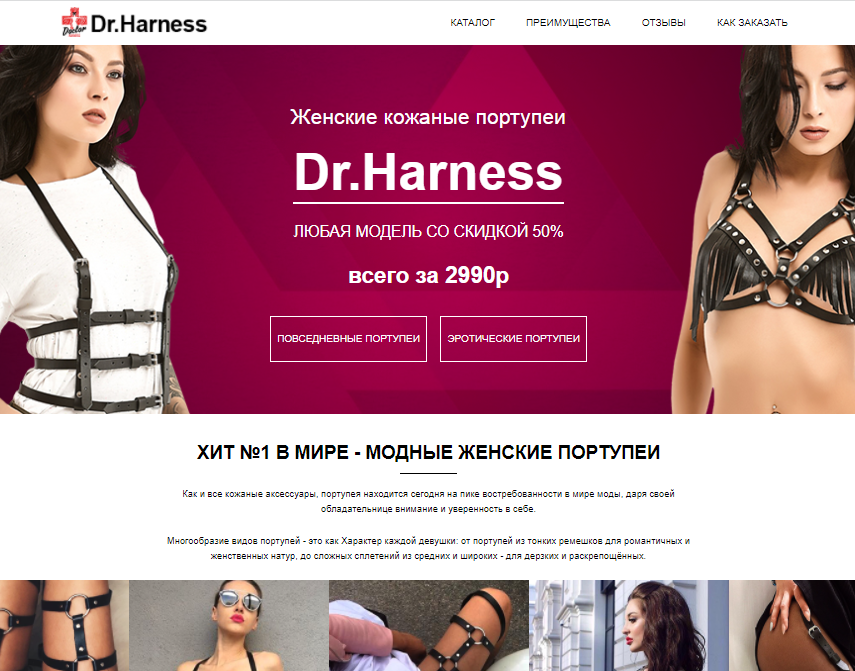 Doctor
Dr.Harness
КАТАЛОГ
ПРЕИМУЩЕСТВА
ОТЗЫВЫ
КАК ЗАКАЗАТЬ
Женские кожаные портупеи
Dr.Harness
ЛЮБАЯ МОДЕЛЬ СО СКИДКОЙ 50%
всего за 2990р
ПОВСЕДНЕВНЫЕ ПОРТУПЕИ
ЭРОТИЧЕСКИЕ ПОРТУПЕИ
ХИТ №1 В МИРЕ - МОДНЫЕ ЖЕНСКИЕ ПОРТУПЕИ
Как и все кожаные аксессуары, портупея находится сегодня на пике востребованности в мире моды, даря своей
обладательнице внимание и уверенность в себе.
Многообразие видов портупей - это как Характер каждой девушки: от портупей из тонких ремешков для романтичных и
женственных натур, до сложных сплетений из средних и широких - для дерзких и раскрепощённых.